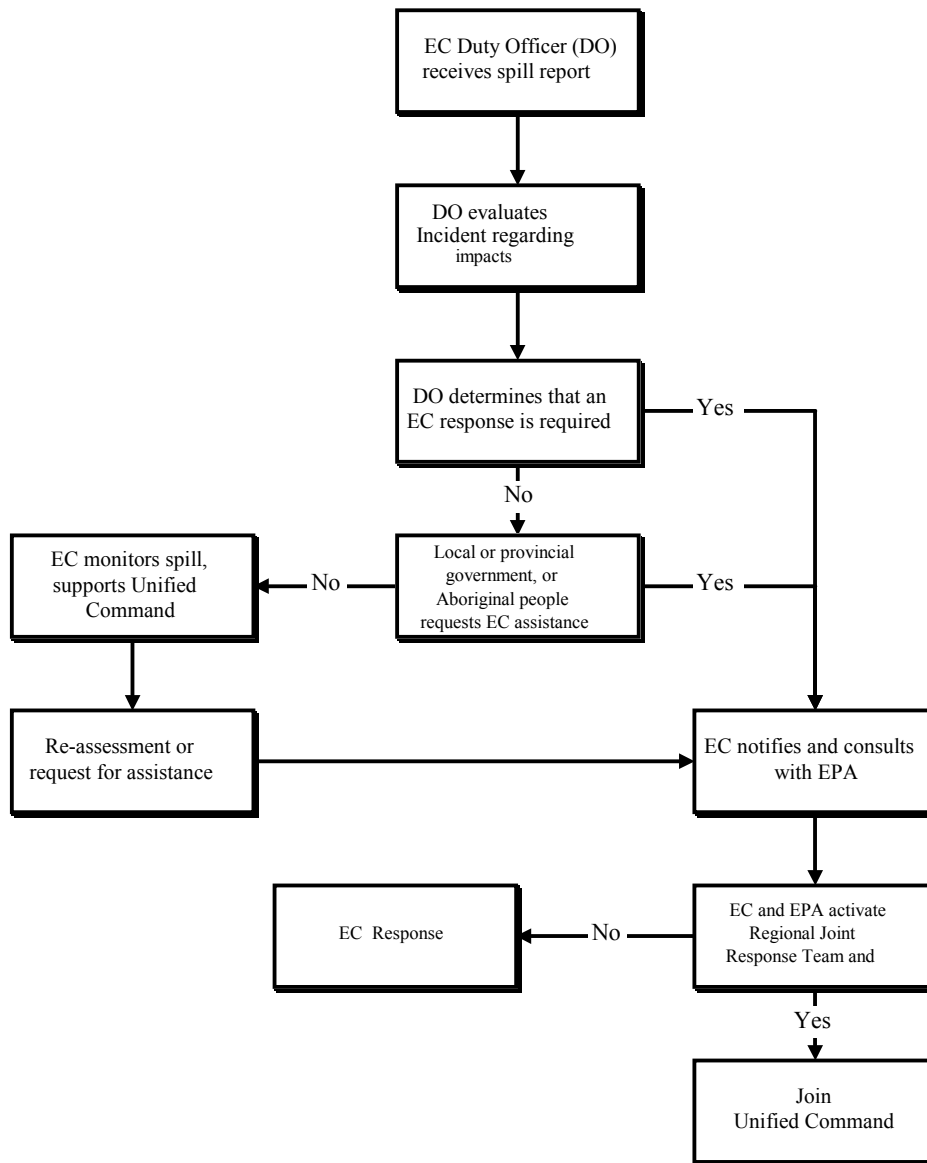 EC Duty Officer (DO)
receives spill report
DO evaluates
Incident regarding
impacts
DO determines that an
EC response is required
Yes
No
EC monitors spill,
supports Unified
Command
No
Local or provincial
government, or
Aboriginal people
requests EC assistance
Yes
Re-assessment or
request for assistance
EC notifies and consults
with EPA
EC Response
No
EC and EPA activate
Regional Joint
Response Team and
Yes
Join
Unified Command